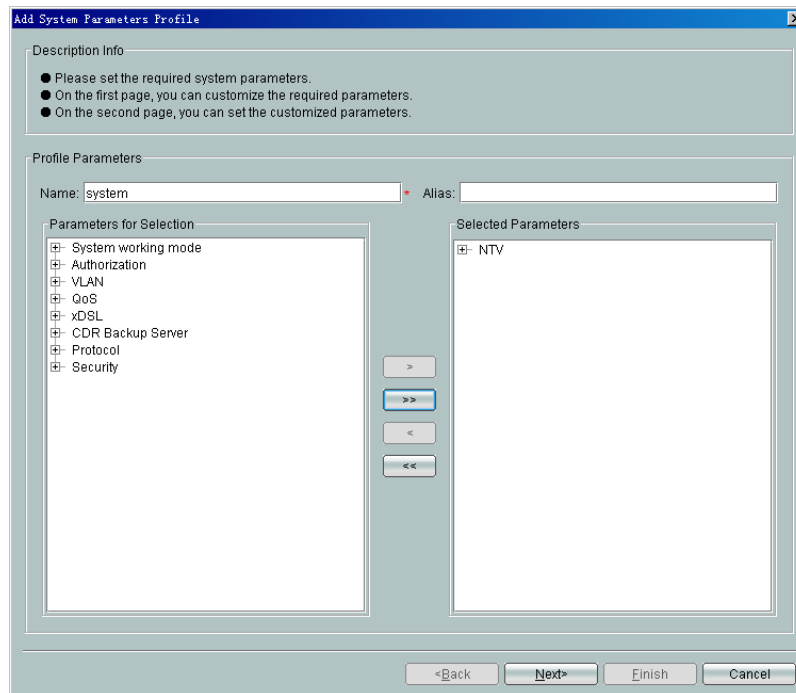 Add System Parameters Profile
Description Info
● Please set the required system parameters.
● On the first page, you can customize the required parameters.
● On the second page, you can set the customized parameters.
Profile Parameters
Name: system * Alias:
Parameters for Selection
System working mode
Authorization
VLAN
QoS
xDSL
CDR Backup Server
Protocol
Security
>
>>
<
<<
Selected Parameters
NTV
<Back Next> Finish Cancel